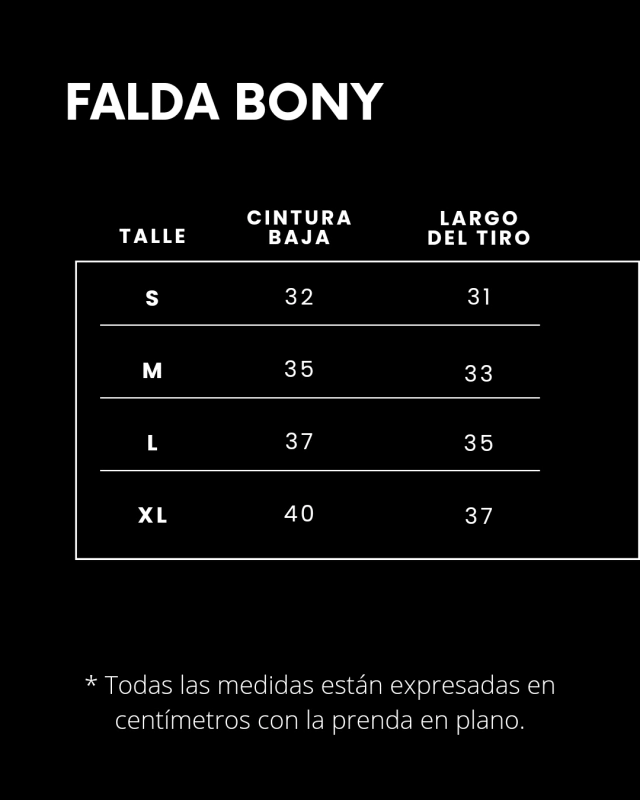 FALDA BONY
TALLE
CINTURA
BAJA
LARGO
DEL TIRO
S 32 31
M 35 33
L 37 35
XL 40 37
* Todas las medidas están expresadas en
centímetros con la prenda en plano.